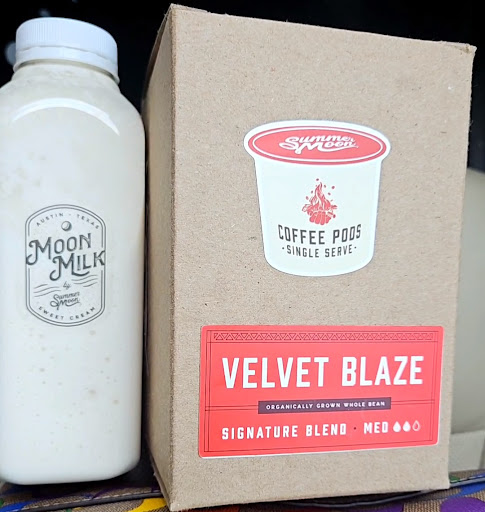 AUSTIN • TEXAS
MOON
MILK
by
Summer
Moon
SWEET CREAM
Summer
Moon
COFFEE PODS
• SINGLE SERVE •
VELVET BLAZE
ORGANICALLY GROWN WHOLE BEAN
SIGNATURE BLEND • MED